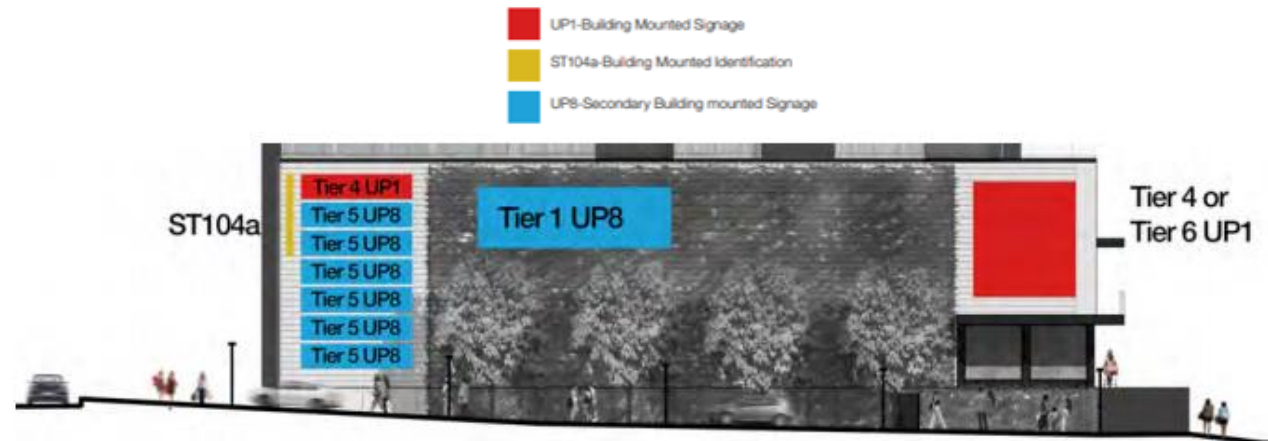 UP1-Building Mounted Signage
ST104a-Building Mounted Identification
UP8-Secondary Building mounted Signage
ST104a
Tier 4 UP1
Tier 5 UP8
Tier 5 UP8
Tier 5 UP8
Tier 5 UP8
Tier 5 UP8
Tier 5 UP8
Tier 1 UP8
Tier 4 or
Tier 6 UP1